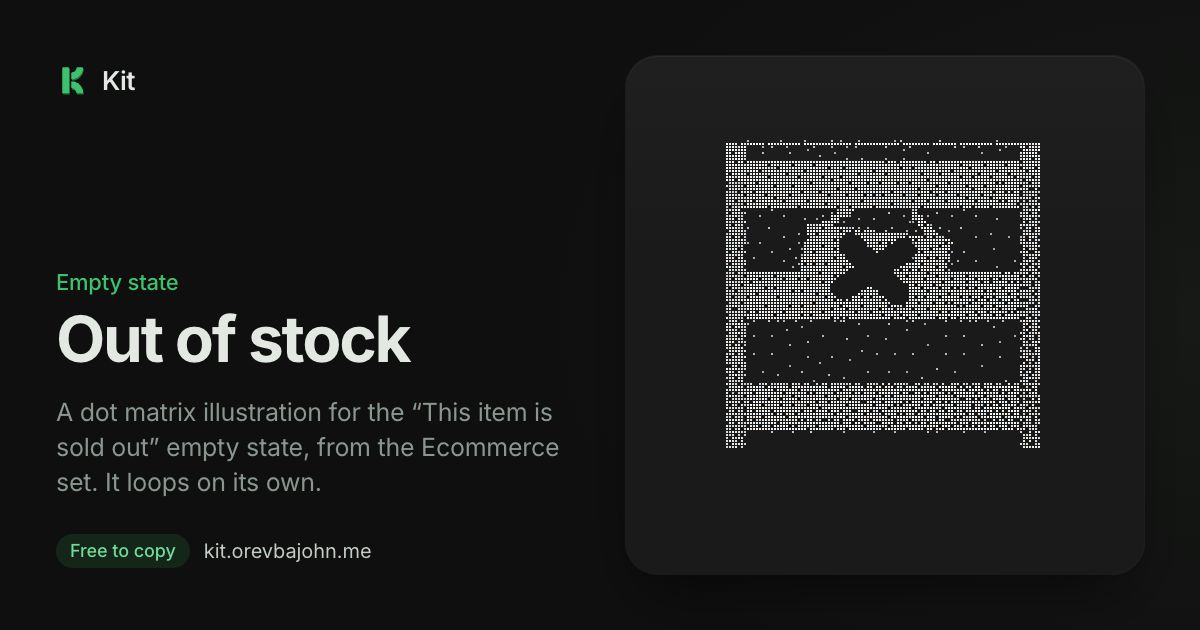 Kit
Empty state
Out of stock
A dot matrix illustration for the “This item is
sold out” empty state, from the Ecommerce
set. It loops on its own.
Free to copy
kit.orevbajohn.me